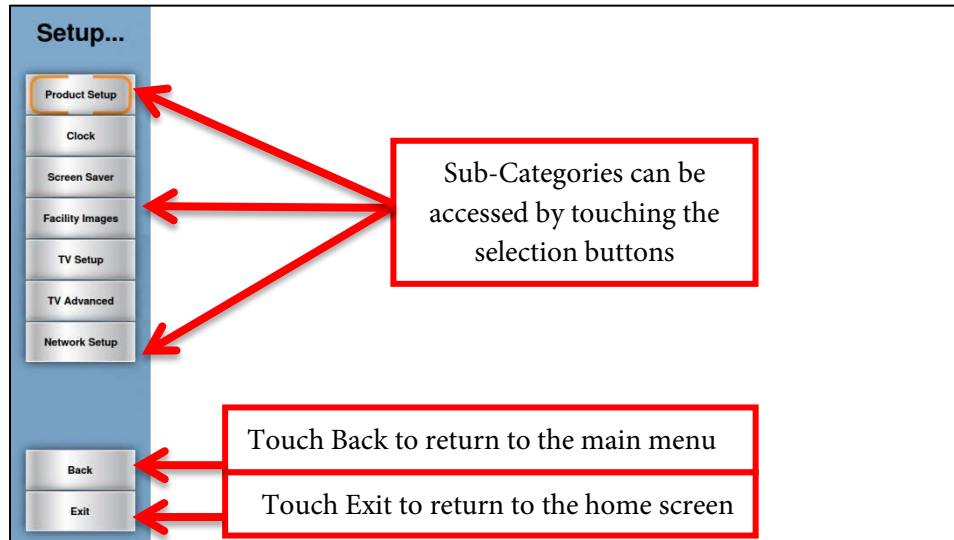 Setup...
Product Setup
Clock
Screen Saver
Facility Images
TV Setup
TV Advanced
Network Setup
Back
Exit
Sub-Categories can be
accessed by touching the
selection buttons
Touch Back to return to the main menu
Touch Exit to return to the home screen